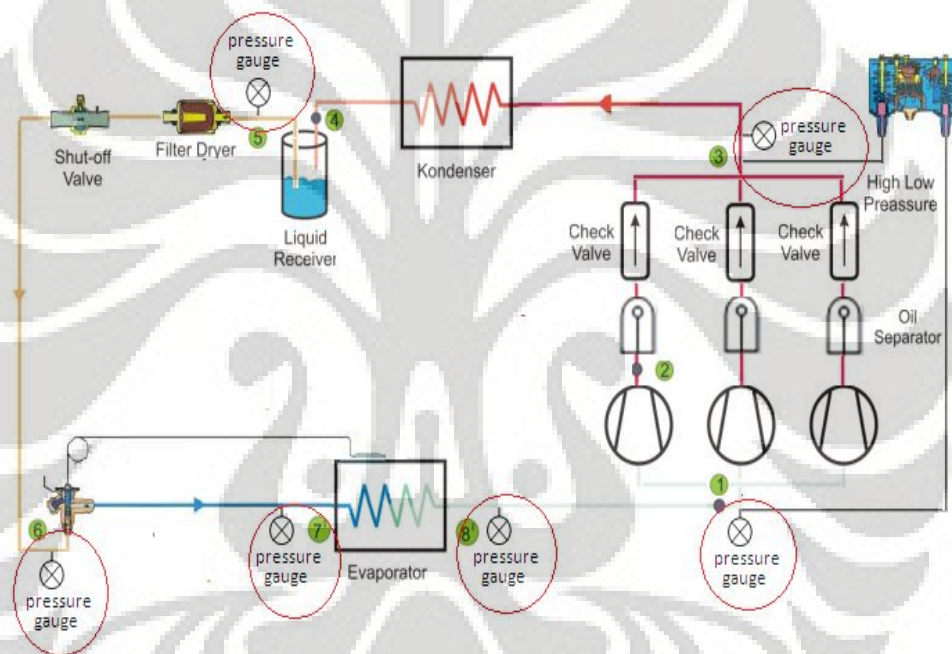 pressure
gauge
5
Shut-off
Valve
Filter Dryer
4
Liquid
Receiver
Kondenser
pressure
gauge
3
High Low
Preassure
Check
Valve
Check
Valve
Check
Valve
Oil
Separator
2
1
6
pressure
gauge
7
pressure
gauge
Evaporator
8'
pressure
gauge
pressure
gauge